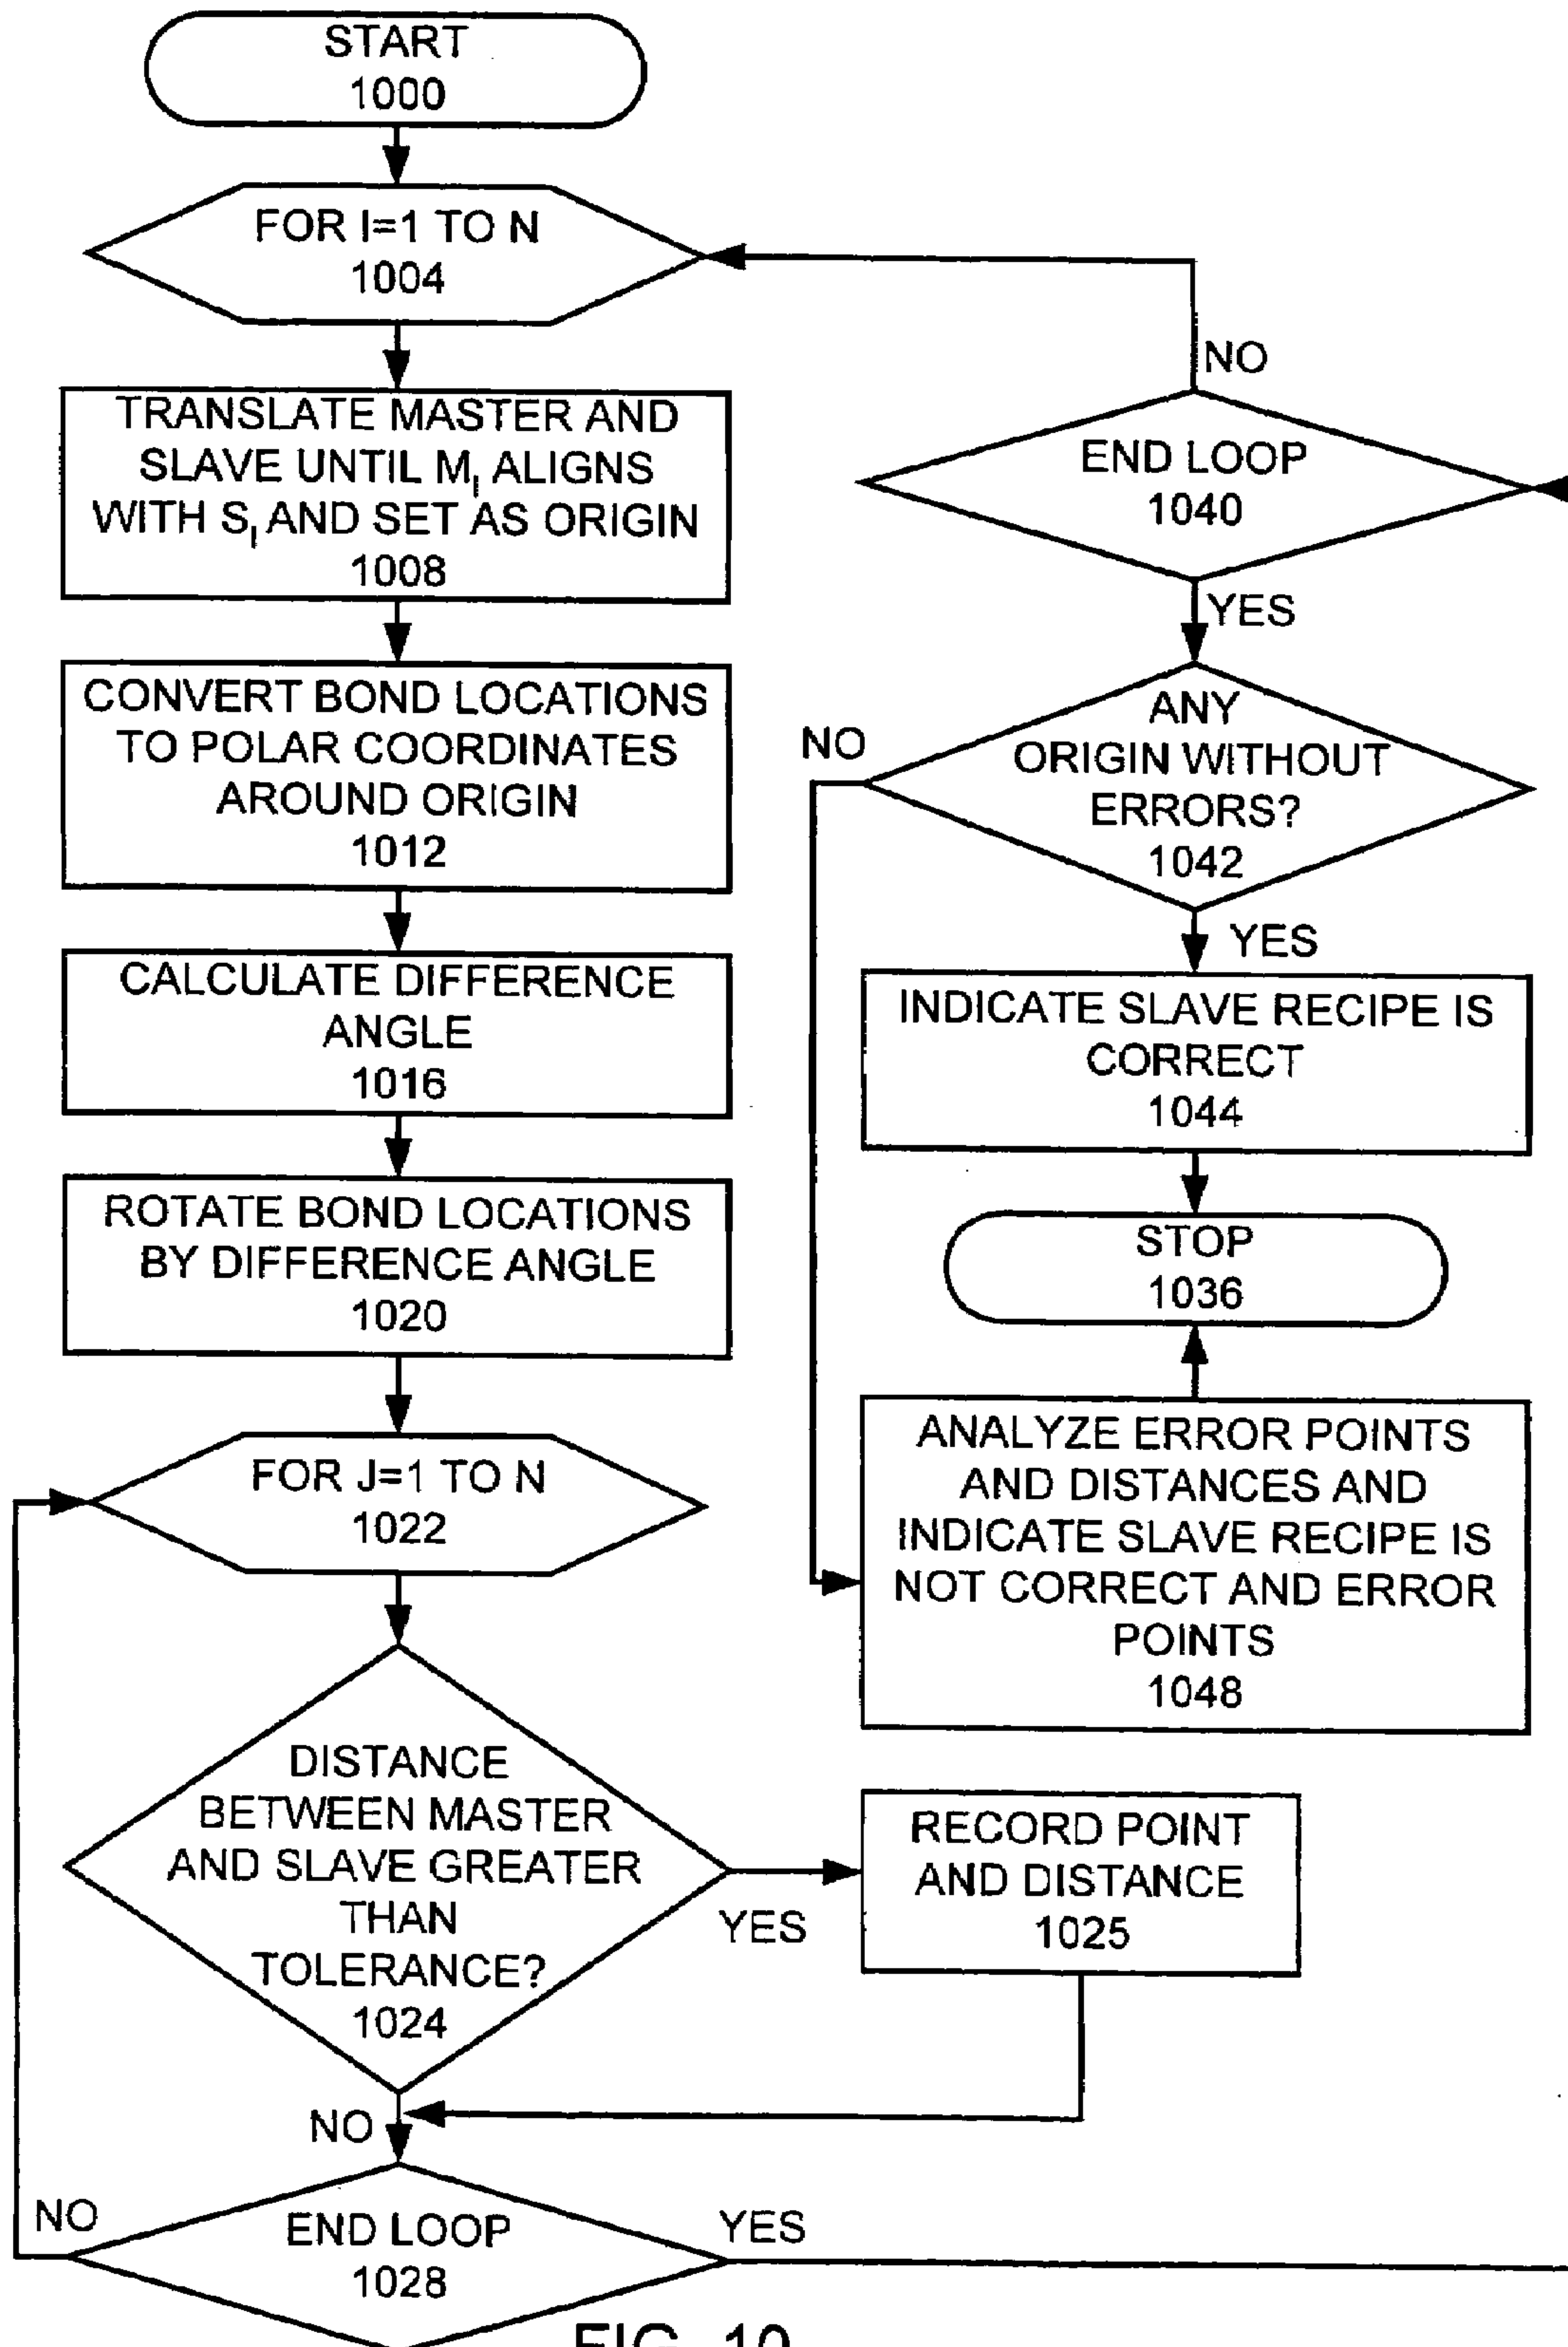 START
1000
FOR I=1 TO N
1004
TRANSLATE MASTER AND
SLAVE UNTIL M_I ALIGNS
WITH S_I AND SET AS ORIGIN
1008
CONVERT BOND LOCATIONS
TO POLAR COORDINATES
AROUND ORIGIN
1012
CALCULATE DIFFERENCE
ANGLE
1016
ROTATE BOND LOCATIONS
BY DIFFERENCE ANGLE
1020
FOR J=1 TO N
1022
DISTANCE
BETWEEN MASTER
AND SLAVE GREATER
THAN
TOLERANCE?
1024
YES
RECORD POINT
AND DISTANCE
1025
NO
END LOOP
1028
NO
YES
END LOOP
1040
NO
YES
ANY
ORIGIN WITHOUT
ERRORS?
1042
NO
YES
INDICATE SLAVE RECIPE IS
CORRECT
1044
STOP
1036
ANALYZE ERROR POINTS
AND DISTANCES AND
INDICATE SLAVE RECIPE IS
NOT CORRECT AND ERROR
POINTS
1048
FIG. 10